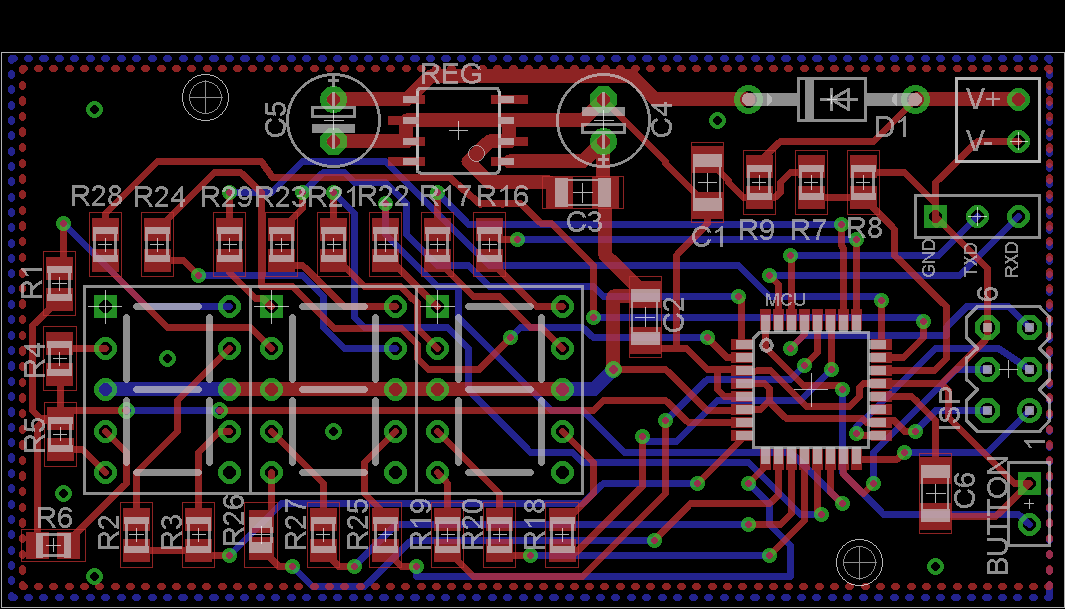 REG
C5
C4
D1
V+
V-
R28
R24
R29
R23
R21
R22
R17
R16
C3
C1
R9
R7
R8
GND
TXD
RXD
R1
C2
MCU
6
R4
R5
ISP
1
R6
R2
R3
R26
R27
R25
R19
R20
R18
C6
BUTTON